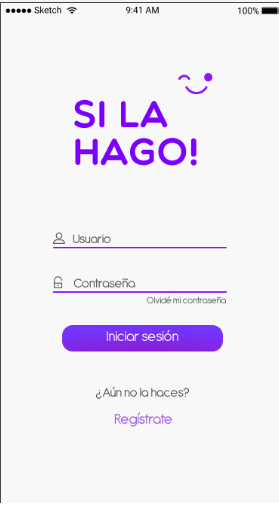 Sketch 9:41 AM 100%
SI LA
HAGO!
Usuario
Contraseña
Olvidé mi contraseña
Iniciar sesión
¿Aún no la haces?
Regístrate